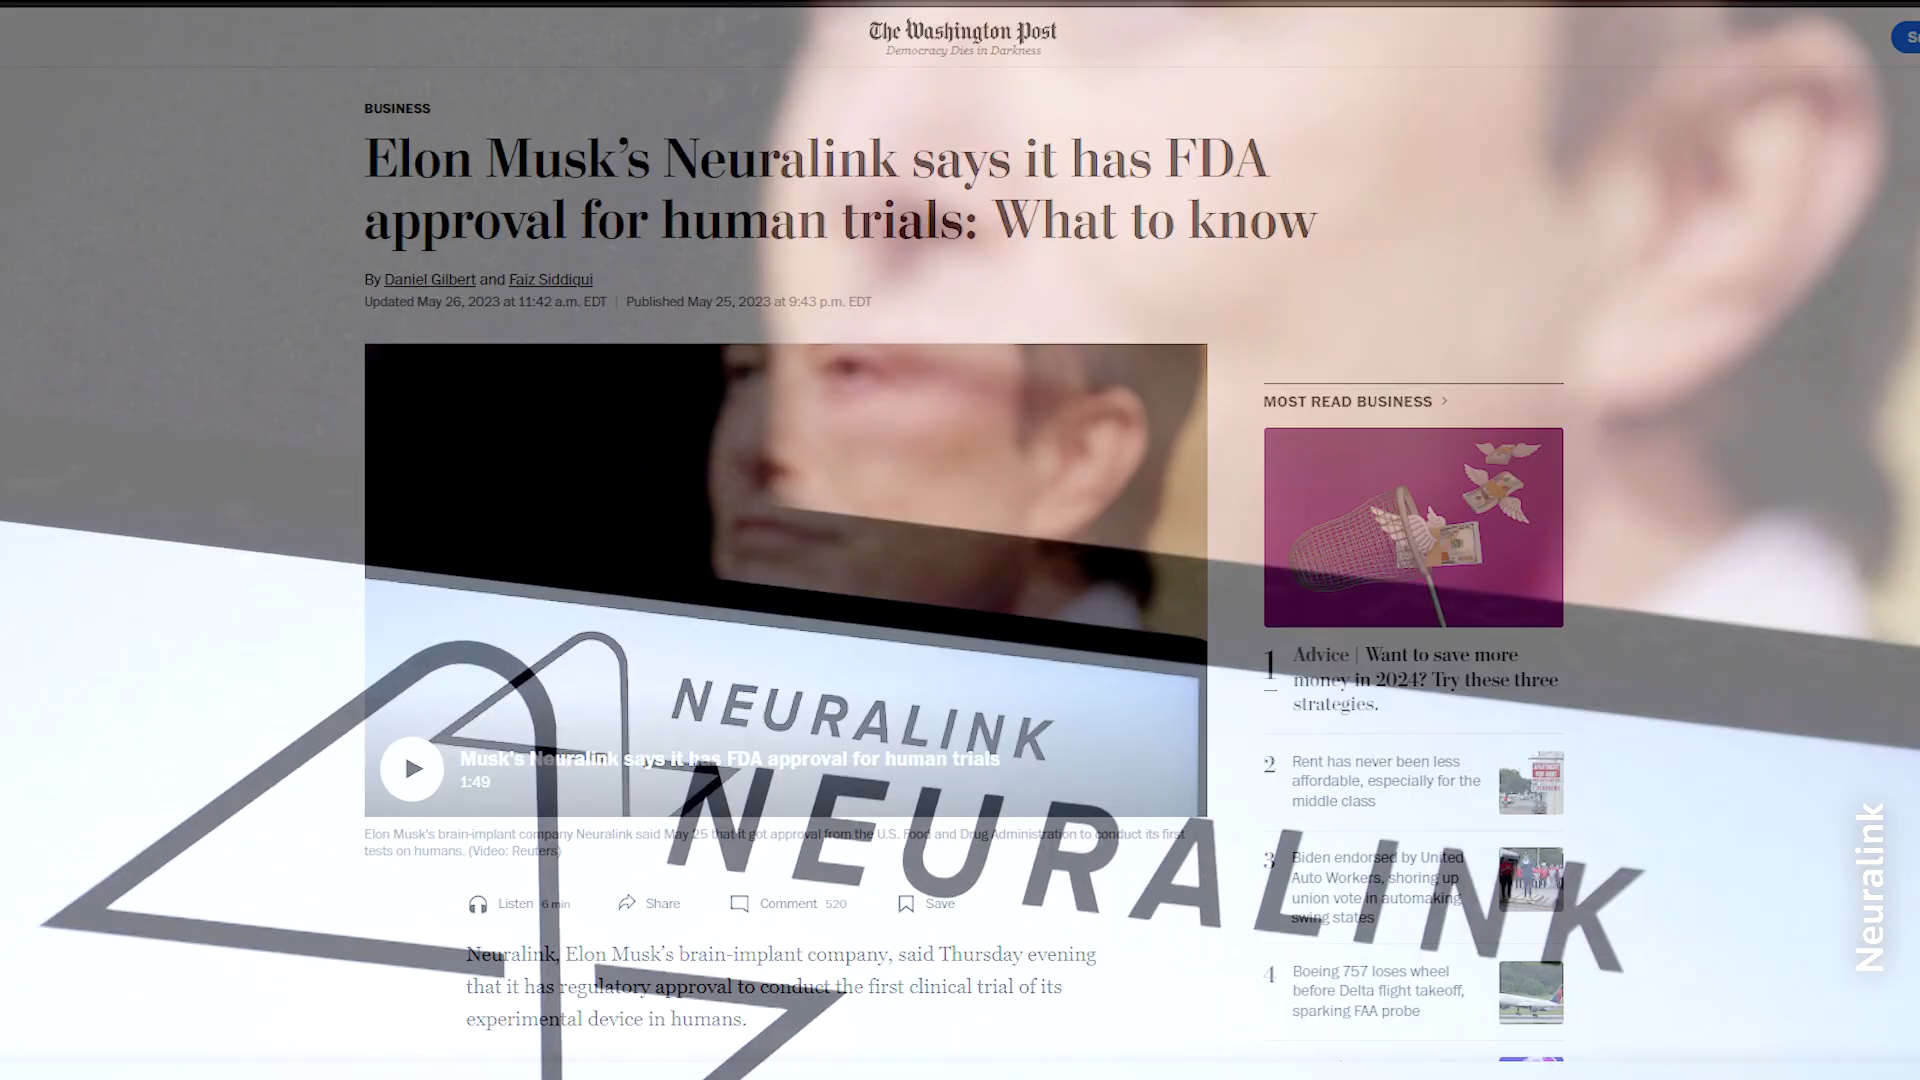 The Washington Post
Democracy Dies in Darkness
BUSINESS
Elon Musk's Neuralink says it has FDA
approval for human trials: What to know
By Daniel Gilbert and Faiz Siddiqui
Updated May 26, 2023 at 11:42 a.m. EDT | Published May 25, 2023 at 9:43 p.m. EDT
NEURALINK
Musk's Neuralink says it has FDA approval for human trials
1:49
Elon Musk's brain-implant company Neuralink said May 25 that it got approval from the U.S. Food and Drug Administration to conduct its first
tests on humans. (Video: Reuters)
NEURALINK
Listen 6 min
Share
Comment 520
Save
Neuralink, Elon Musk's brain-implant company, said Thursday evening
that it has regulatory approval to conduct the first clinical trial of its
experimental device in humans.
MOST READ BUSINESS >
1
Advice | Want to save more
money in 2024? Try these three
strategies.
2
Rent has never been less
affordable, especially for the
middle class
3
Biden endorsed by United
Auto Workers, shoring up
union vote in automaking
swing states
4
Boeing 757 loses wheel
before Delta flight takeoff,
sparking FAA probe
Neuralink